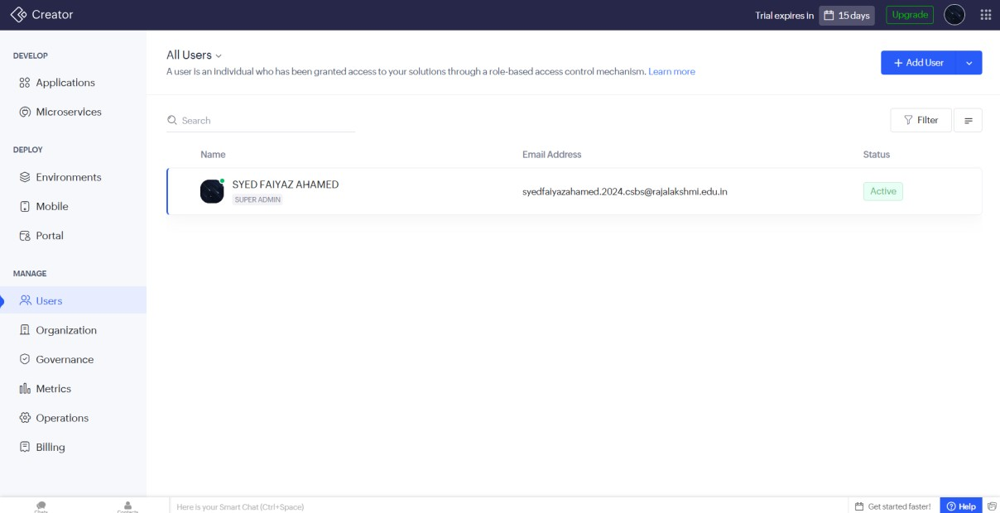 Creator
Trial expires in 15 days Upgrade
DEVELOP
Applications
Microservices
DEPLOY
Environments
Mobile
Portal
MANAGE
Users
Organization
Governance
Metrics
Operations
Billing
All Users
A user is an individual who has been granted access to your solutions through a role-based access control mechanism. Learn more
Add User
Search
Filter
Name Email Address Status
SYED FAIYAZ AHAMED
SUPER ADMIN
syedfaiyazahamed.2024.csbs@rajalakshmi.edu.in
Active
Chats
Contacts
Here is your Smart Chat (Ctrl+Space)
Get started faster!
Help